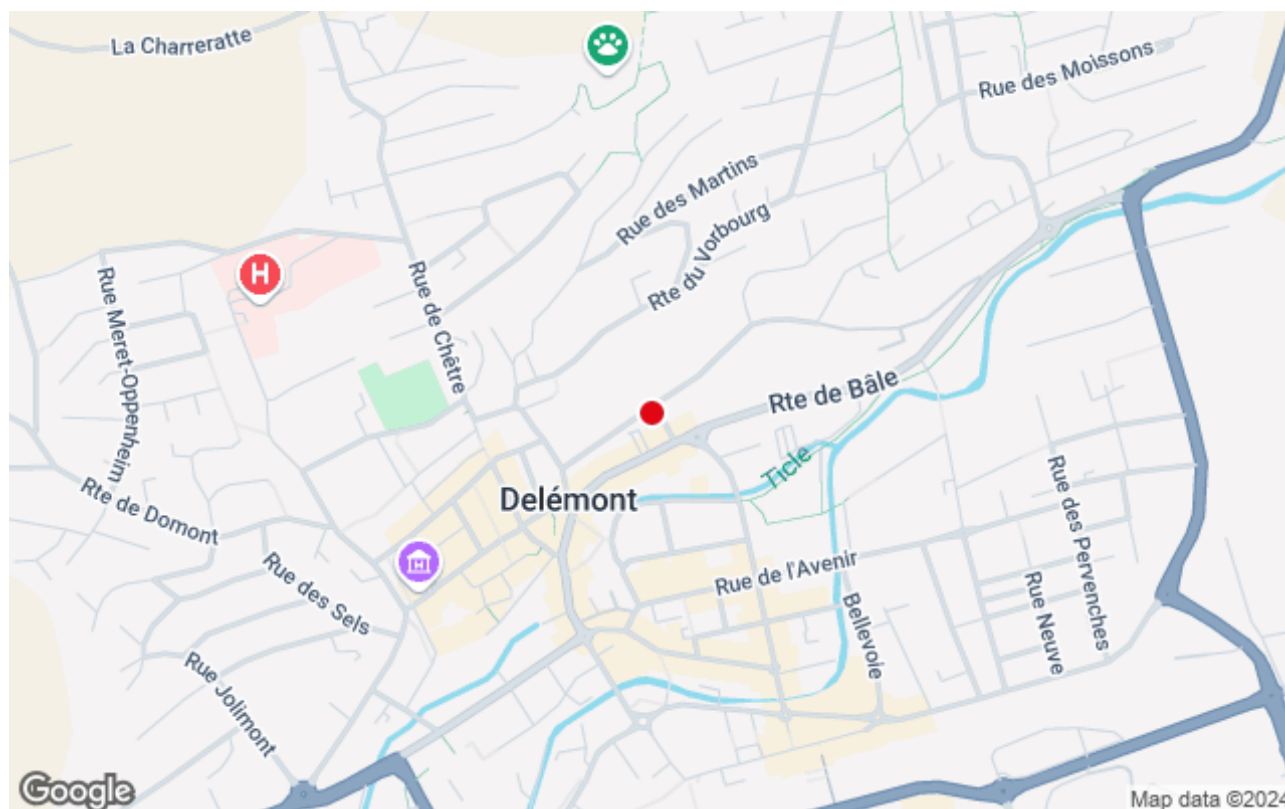 La Charreratte
Rue des Moissons
Rue des Martins
Rte du Vorbourg
H
Rue de Chêtre
Rue Meret-Oppenheim
Rte de Bâle
Ticle
Delémont
Rte de Domont
Rue des Pervenches
Rue de l'Avenir
Rue des Sels
Rue Neuve
Bellevoie
Rue Jolimont
Google
Map data ©2024